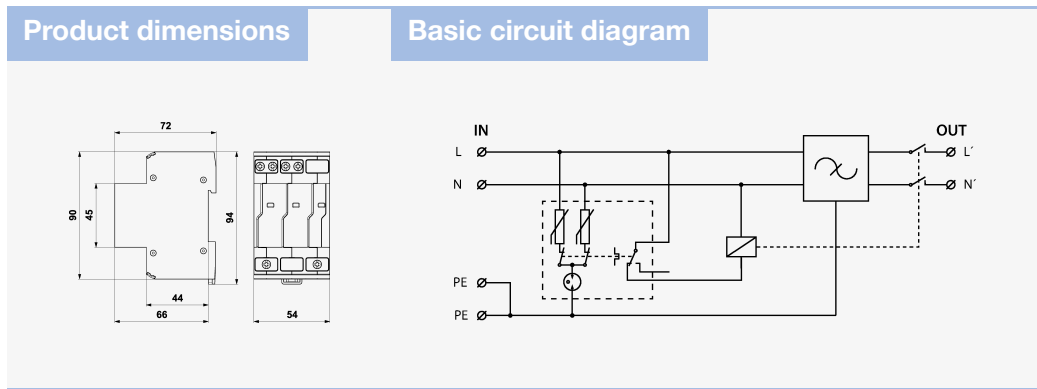 Product dimensions
Basic circuit diagram
72
90
45
94
44
66
54
IN
OUT
L
L´
N
N´
PE
PE